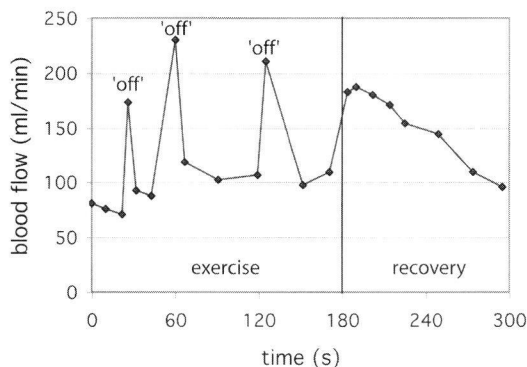 250
200
150
100
50
0
blood flow (ml/min)
'off'
'off'
'off'
exercise
recovery
0
60
120
180
240
300
time (s)